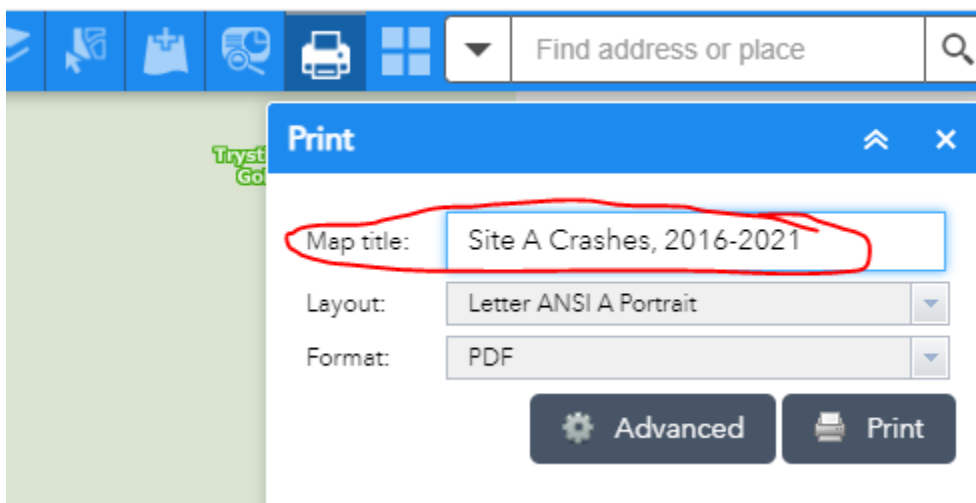 Find address or place
Print
Map title: Site A Crashes, 2016-2021
Layout: Letter ANSI A Portrait
Format: PDF
Advanced Print